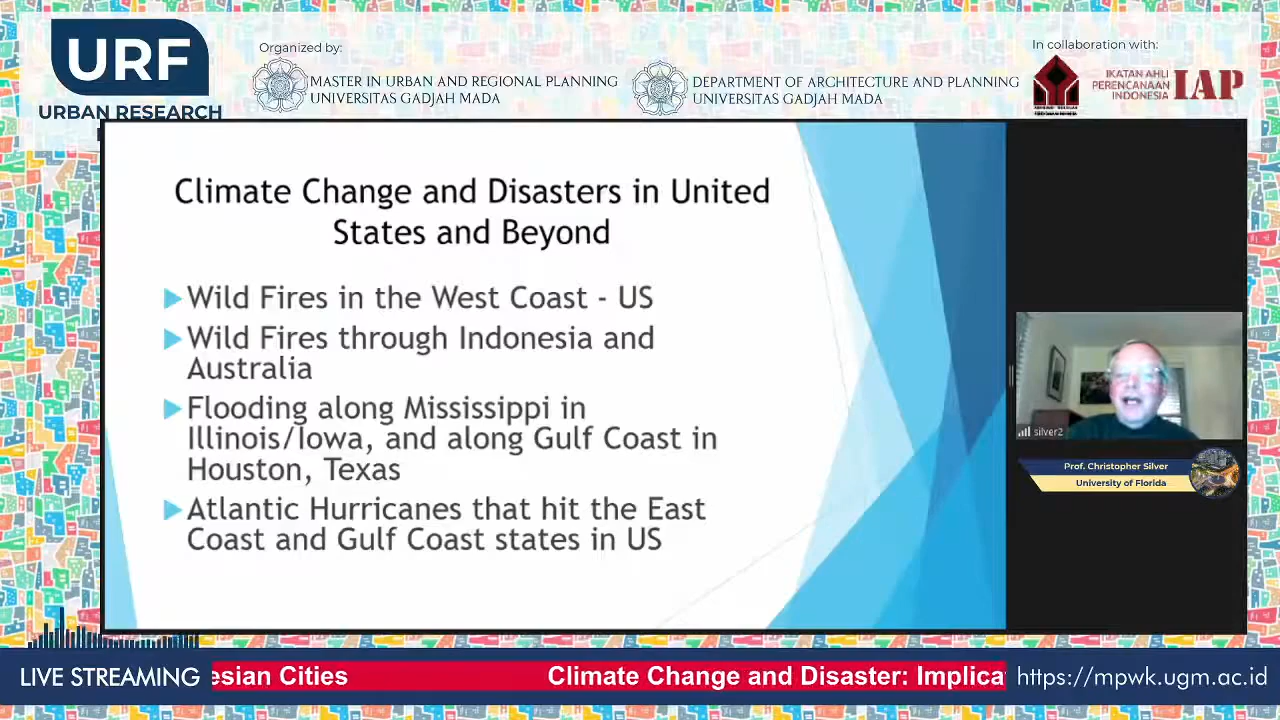 URF
URBAN RESEARCH
Organized by:
MASTER IN URBAN AND REGIONAL PLANNING
UNIVERSITAS GADJAH MADA
DEPARTMENT OF ARCHITECTURE AND PLANNING
UNIVERSITAS GADJAH MADA
In collaboration with:
IKATAN AHLI
PERENCANAAN
INDONESIA
IAP
Climate Change and Disasters in United
States and Beyond
Wild Fires in the West Coast - US
Wild Fires through Indonesia and
Australia
Flooding along Mississippi in
Illinois/Iowa, and along Gulf Coast in
Houston, Texas
Atlantic Hurricanes that hit the East
Coast and Gulf Coast states in US
silver2
Prof. Christopher Silver
University of Florida
LIVE STREAMING
esian Cities
Climate Change and Disaster: Implica
https://mpwk.ugm.ac.id